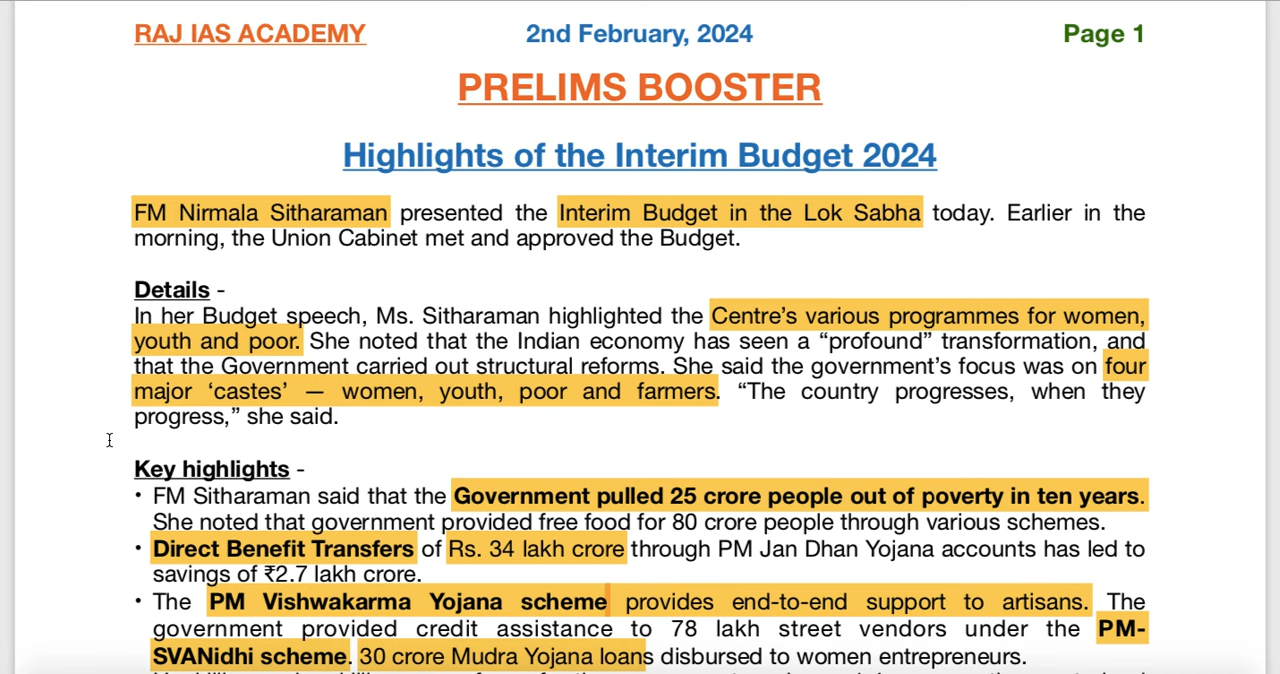 RAJ IAS ACADEMY 2nd February, 2024 Page 1
PRELIMS BOOSTER
Highlights of the Interim Budget 2024
FM Nirmala Sitharaman presented the Interim Budget in the Lok Sabha today. Earlier in the
morning, the Union Cabinet met and approved the Budget.
Details -
In her Budget speech, Ms. Sitharaman highlighted the Centre’s various programmes for women,
youth and poor. She noted that the Indian economy has seen a “profound” transformation, and
that the Government carried out structural reforms. She said the government’s focus was on four
major ‘castes’ — women, youth, poor and farmers. “The country progresses, when they
progress,” she said.
Key highlights -
• FM Sitharaman said that the Government pulled 25 crore people out of poverty in ten years.
She noted that government provided free food for 80 crore people through various schemes.
• Direct Benefit Transfers of Rs. 34 lakh crore through PM Jan Dhan Yojana accounts has led to
savings of ₹2.7 lakh crore.
• The PM Vishwakarma Yojana scheme provides end-to-end support to artisans. The
government provided credit assistance to 78 lakh street vendors under the PM-
SVANidhi scheme. 30 crore Mudra Yojana loans disbursed to women entrepreneurs.